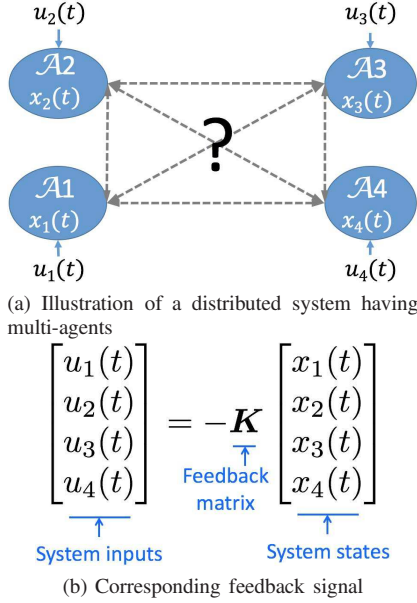 u₂(t) u₃(t)
𝒜2 𝒜3
x₂(t) x₃(t)
?
𝒜1 𝒜4
x₁(t) x₄(t)
u₁(t) u₄(t)
(a) Illustration of a distributed system having
multi-agents
[u₁(t)] [x₁(t)]
[u₂(t)] = −K [x₂(t)]
[u₃(t)] [x₃(t)]
[u₄(t)] [x₄(t)]
Feedback
matrix
System inputs System states
(b) Corresponding feedback signal